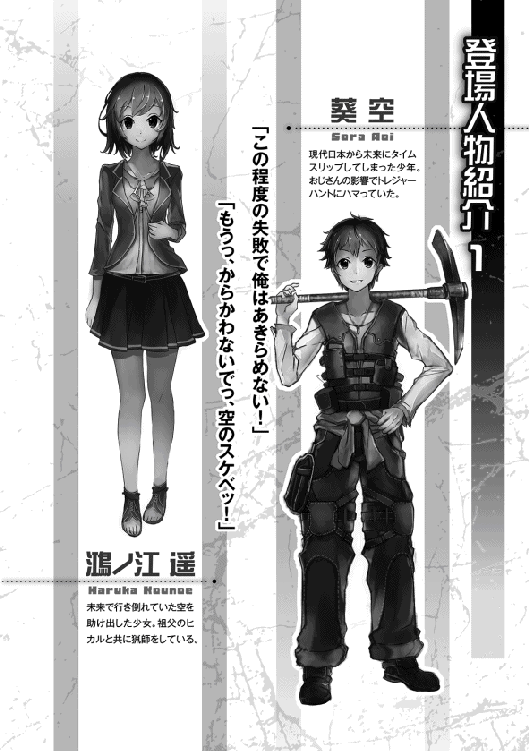 登場人物紹介 1
葵 空
Sora Aoi
現代日本から未来にタイム
スリップしてしまった少年。
おじさんの影響でトレジャー
ハントにハマっていた。
「この程度の失敗で俺はあきらめない！」
「もうっ、からかわないでっ、空のスケベッ！」
鴻ノ江 遥
Haruka Kounoe
未来で行き倒れていた空を
助け出した少女。祖父のヒ
カルと共に猟師をしている。